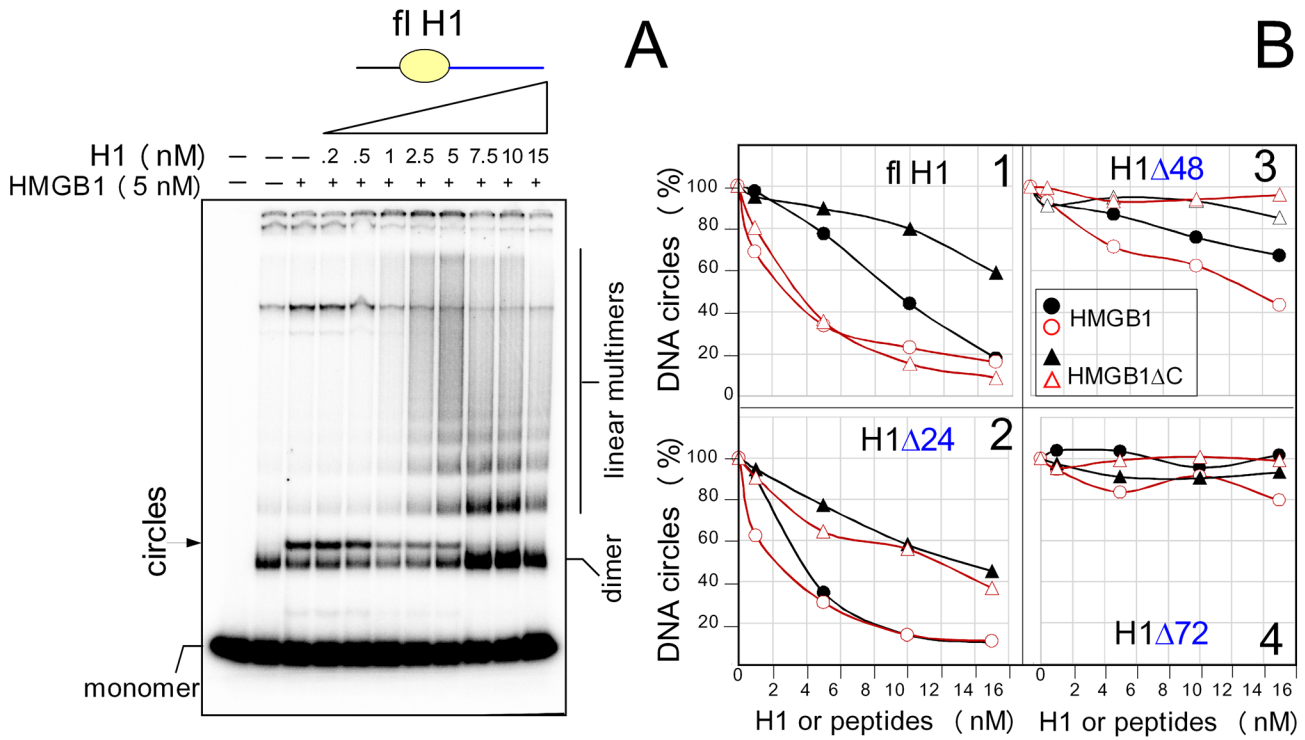 fl H1
A
B
H1 ( nM) – – – .2 .5 1 2.5 5 7.5 10 15
HMGB1 ( 5 nM) – – + + + + + + + + +
circles
monomer
linear multimers
dimer
DNA circles ( %)
100
80
60
40
20
0
fl H1
1
H1Δ48
3
HMGB1
HMGB1ΔC
DNA circles ( %)
100
80
60
40
20
H1Δ24
2
H1Δ72
4
0 2 4 6 8 10 12 14 16
H1 or peptides ( nM)
0 2 4 6 8 10 12 14 16
H1 or peptides ( nM)